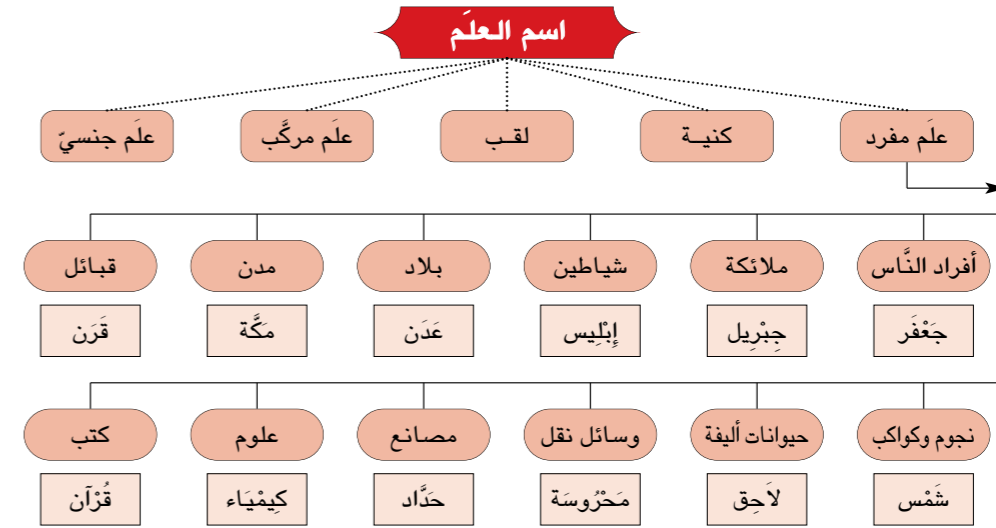 اسم العلَم
علَم مفرد كنيــة لقــب علَم مركَّب علَم جنسيّ
أفراد النَّاس ملائكة شياطين بلاد مدن قبائل
جَعْفَر جِبْرِيل إِبْلِيس عَدَن مَكَّة قَرَن
نجوم وكواكب حيوانات أليفة وسائل نقل مصانع علوم كتب
شَمْس لاَحِق مَحْرُوسَة حَدَّاد كِيمْيَاء قُرْآن